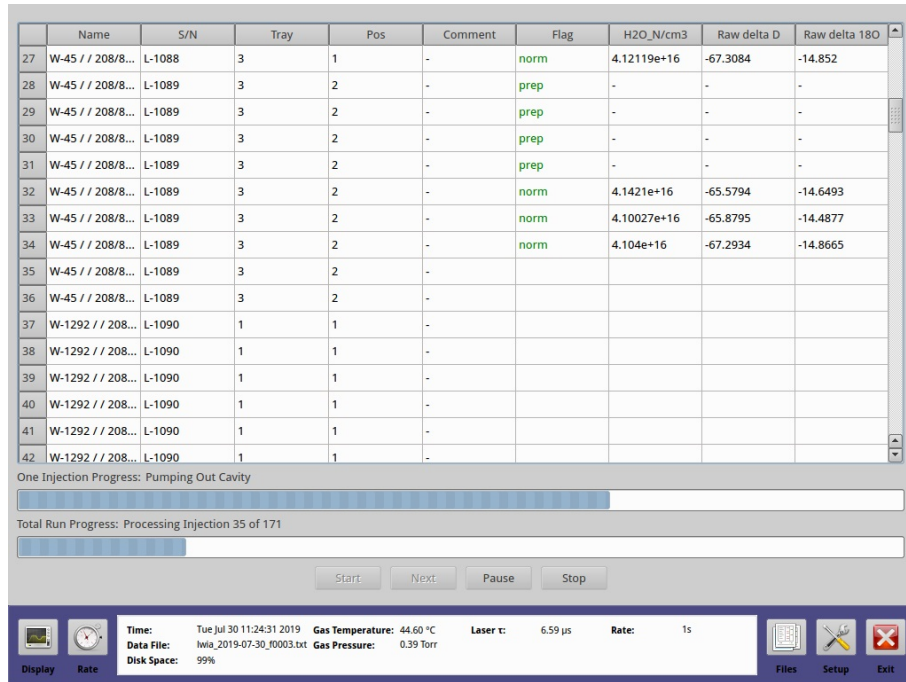 Name S/N Tray Pos Comment Flag H2O_N/cm3 Raw delta D Raw delta 18O
27 W-45 / / 208/8... L-1088 3 1 - norm 4.12119e+16 -67.3084 -14.852
28 W-45 / / 208/8... L-1089 3 2 - prep - - -
29 W-45 / / 208/8... L-1089 3 2 - prep - - -
30 W-45 / / 208/8... L-1089 3 2 - prep - - -
31 W-45 / / 208/8... L-1089 3 2 - prep - - -
32 W-45 / / 208/8... L-1089 3 2 - norm 4.1421e+16 -65.5794 -14.6493
33 W-45 / / 208/8... L-1089 3 2 - norm 4.10027e+16 -65.8795 -14.4877
34 W-45 / / 208/8... L-1089 3 2 - norm 4.104e+16 -67.2934 -14.8665
35 W-45 / / 208/8... L-1089 3 2 -
36 W-45 / / 208/8... L-1089 3 2 -
37 W-1292 / / 208... L-1090 1 1 -
38 W-1292 / / 208... L-1090 1 1 -
39 W-1292 / / 208... L-1090 1 1 -
40 W-1292 / / 208... L-1090 1 1 -
41 W-1292 / / 208... L-1090 1 1 -
42 W-1292 / / 208... L-1090 1 1 -
One Injection Progress: Pumping Out Cavity
Total Run Progress: Processing Injection 35 of 171
Start Next Pause Stop
Time: Tue Jul 30 11:24:31 2019 Gas Temperature: 44.60 °C Laser τ: 6.59 µs Rate: 1s
Data File: lwia_2019-07-30_f0003.txt Gas Pressure: 0.39 Torr
Disk Space: 99%
Display Rate Files Setup Exit